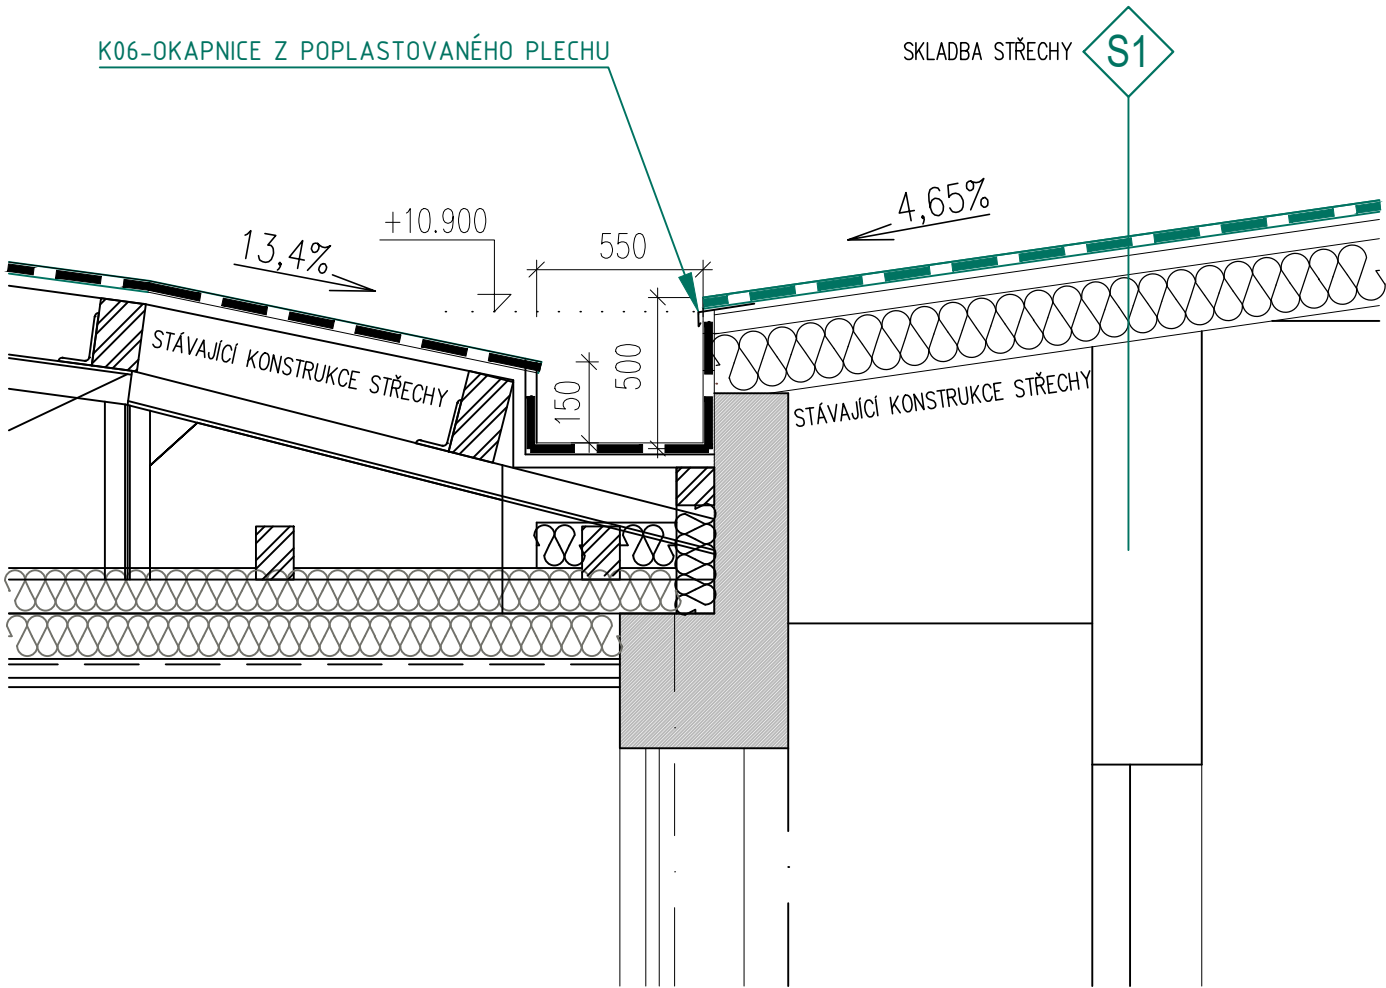 K06-OKAPNICE Z POPLASTOVANÉHO PLECHU
SKLADBA STŘECHY
S1
4,65%
+10.900
13,4%
550
500
150
STÁVAJÍCÍ KONSTRUKCE STŘECHY
STÁVAJÍCÍ KONSTRUKCE STŘECHY